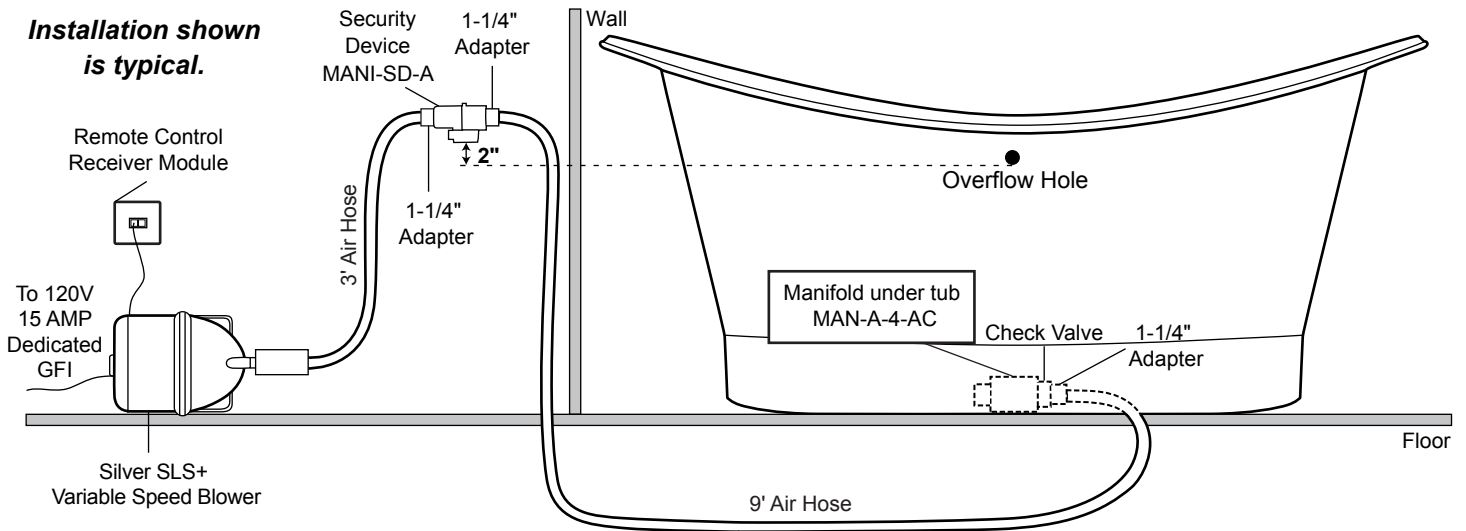 Installation shown
is typical.
Security
Device
MANI-SD-A
1-1/4"
Adapter
Wall
Remote Control
Receiver Module
2"
Overflow Hole
1-1/4"
Adapter
3' Air Hose
To 120V
15 AMP
Dedicated
GFI
Manifold under tub
MAN-A-4-AC
Check Valve
1-1/4"
Adapter
Floor
Silver SLS+
Variable Speed Blower
9' Air Hose